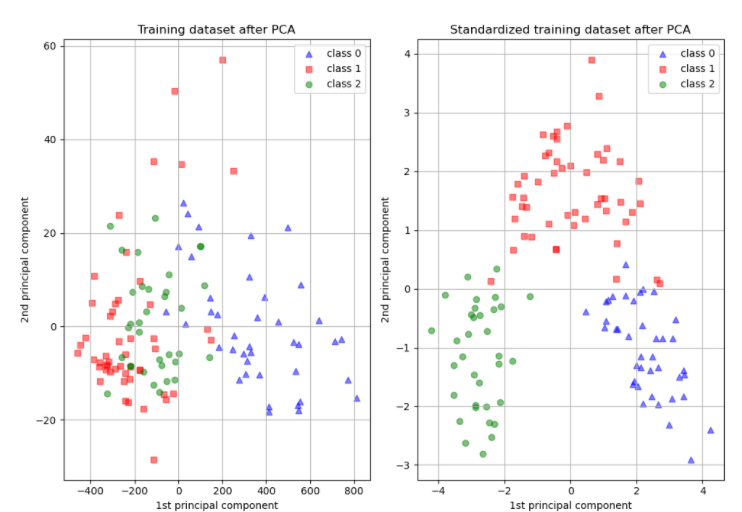 Training dataset after PCA
class 0
class 1
class 2
60
40
20
0
−20
2nd principal component
−400 −200 0 200 400 600 800
1st principal component
Standardized training dataset after PCA
class 0
class 1
class 2
4
3
2
1
0
−1
−2
−3
2nd principal component
−4 −2 0 2 4
1st principal component